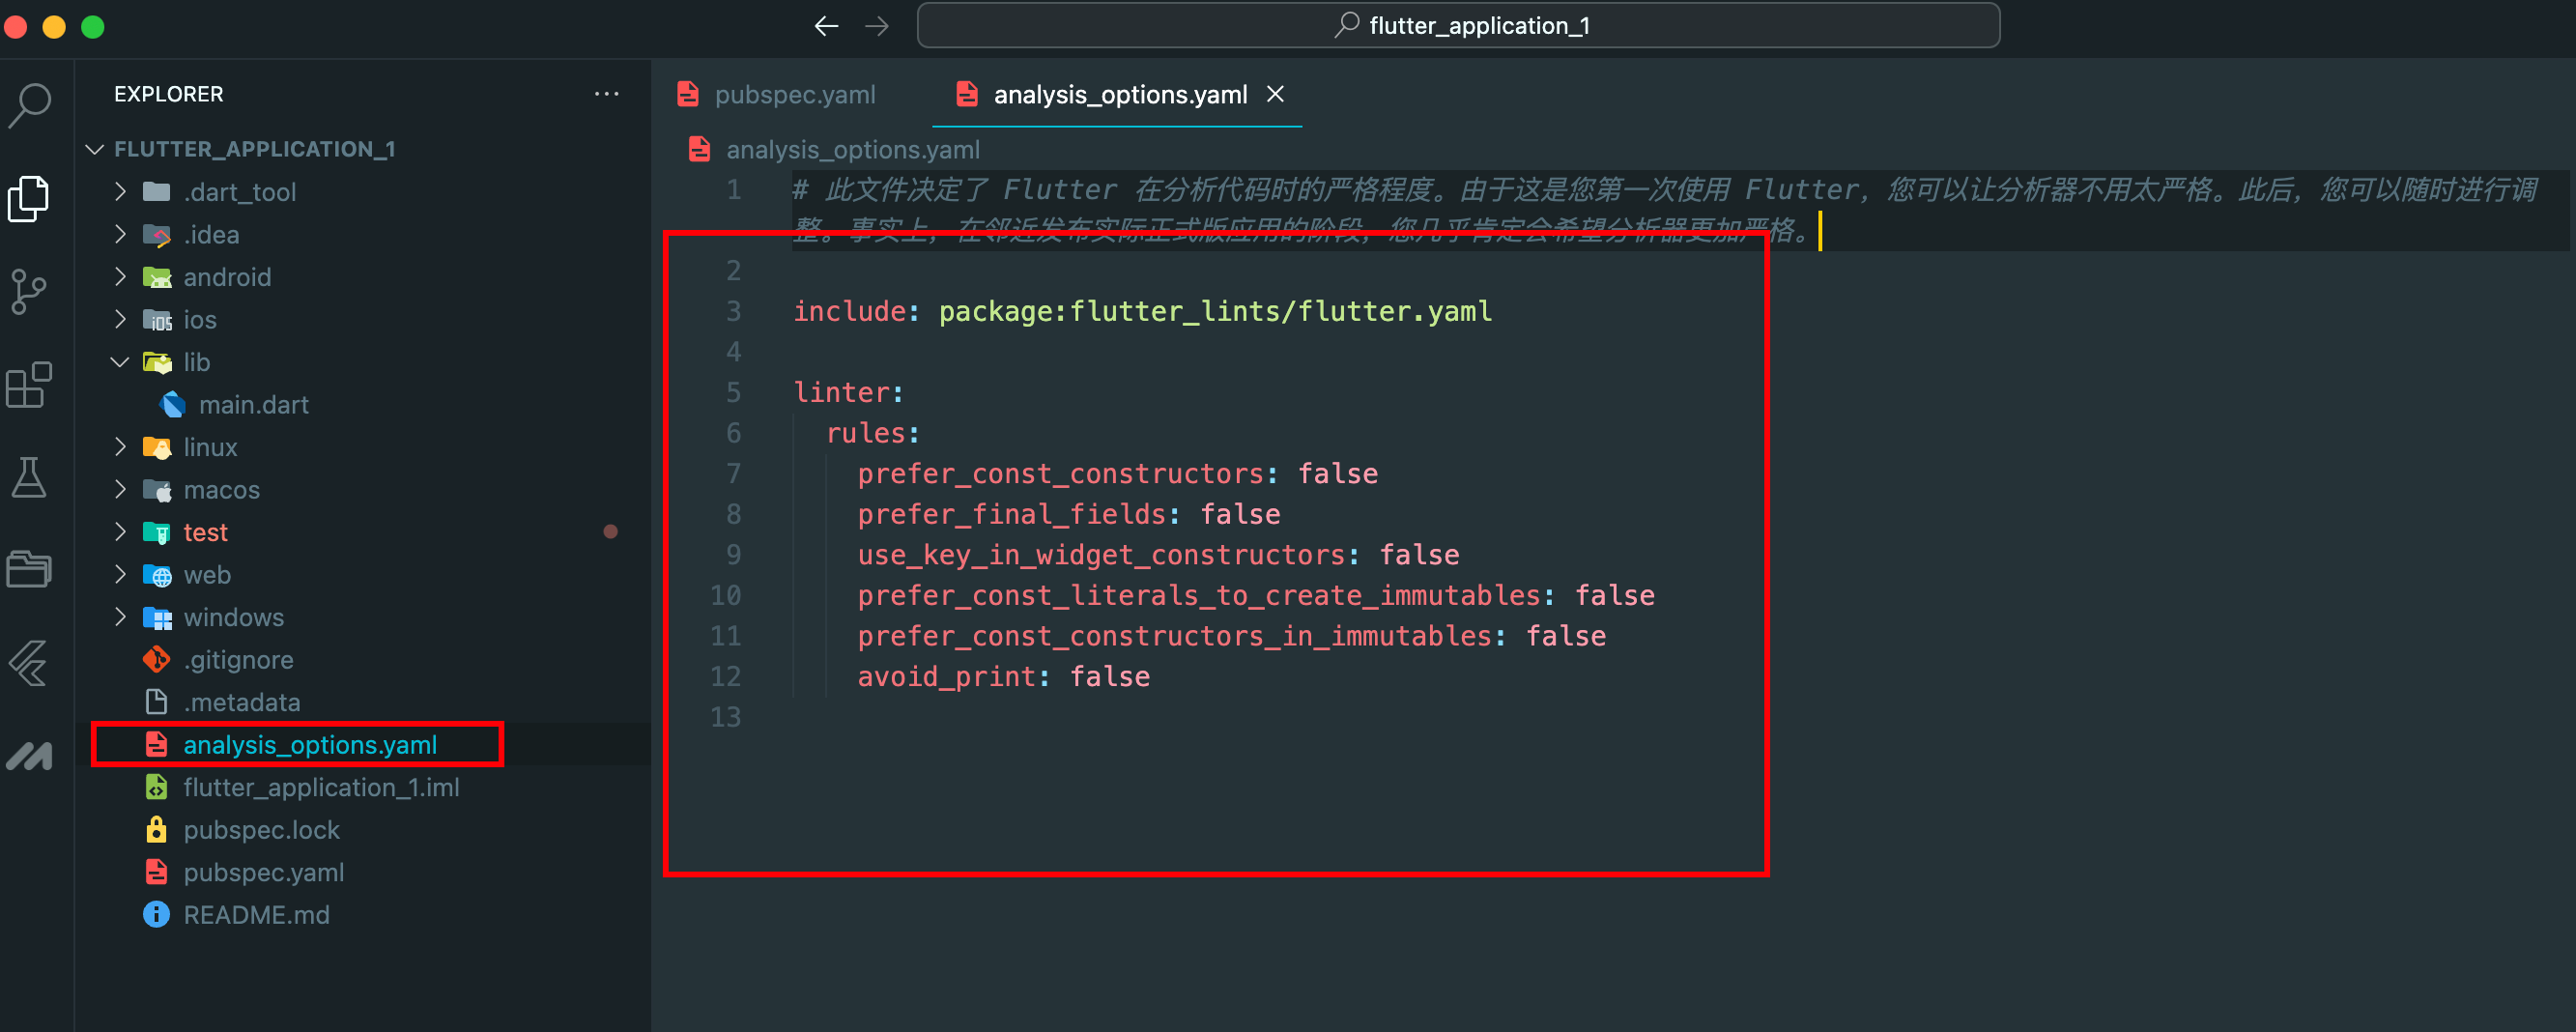 flutter_application_1
EXPLORER
FLUTTER_APPLICATION_1
.dart_tool
.idea
android
ios
lib
main.dart
linux
macos
test
web
windows
.gitignore
.metadata
analysis_options.yaml
flutter_application_1.iml
pubspec.lock
pubspec.yaml
README.md
pubspec.yaml
analysis_options.yaml
analysis_options.yaml
1 # 此文件决定了 Flutter 在分析代码时的严格程度。由于这是您第一次使用 Flutter，您可以让分析器不用太严格。此后，您可以随时进行调
整。事实上，在邻近发布实际正式版应用的阶段，您几乎肯定会希望分析器更加严格。
2
3 include: package:flutter_lints/flutter.yaml
4
5 linter:
6 rules:
7 prefer_const_constructors: false
8 prefer_final_fields: false
9 use_key_in_widget_constructors: false
10 prefer_const_literals_to_create_immutables: false
11 prefer_const_constructors_in_immutables: false
12 avoid_print: false
13